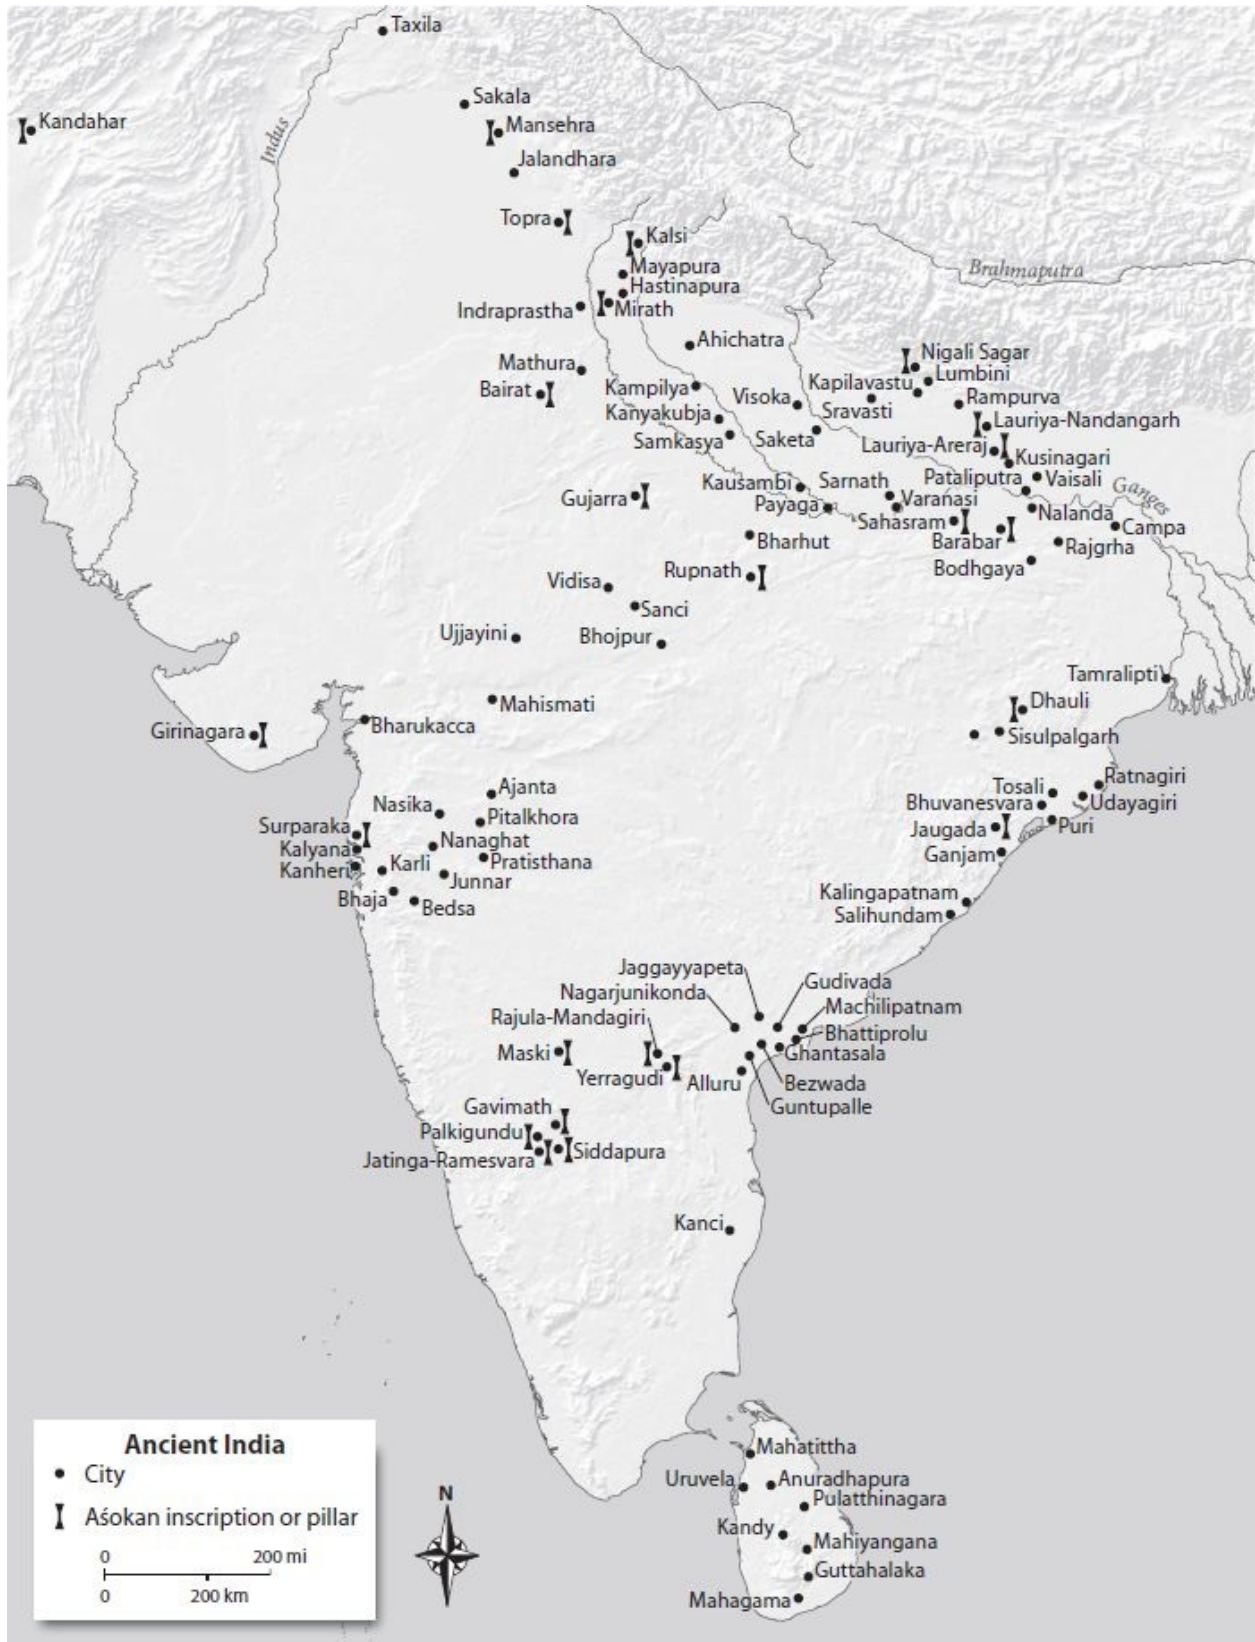 Taxila
Sakala
Kandahar
Mansehra
Indus
Jalandhara
Topra
Kalsi
Mayapura
Brahmaputra
Hastinapura
Indraprastha
Mirath
Ahichatra
Nigali Sagar
Mathura
Lumbini
Bairat
Kampilya
Kapilavastu
Visoka
Rampurva
Kanyakubja
Sravasti
Lauriya-Nandangarh
Samkasya
Saketa
Lauriya-Areraj
Kusinagari
Kausambi
Sarnath
Pataliputra
Vaisali
Ganges
Gujarra
Payaga
Varanasi
Sahasram
Nalanda
Campa
Bharhut
Barabar
Rajgrha
Bodhgaya
Rupnath
Vidisa
Sanci
Ujjayini
Bhojpur
Tamralipti
Mahismati
Dhauli
Girinagara
Bharukacca
Sisulpalgarh
Ajanta
Ratnagiri
Tosali
Nasika
Bhuvanesvara
Udayagiri
Pitalkhora
Surparaka
Jaugada
Puri
Kalyana
Nanaghat
Kanheri
Karli
Pratisthana
Ganjam
Junnar
Bhaja
Bedsa
Kalingapatnam
Salihundam
Jaggayyapeta
Gudivada
Nagarjunikonda
Machilipatnam
Rajula-Mandagiri
Bhattiprolu
Maski
Ghantasala
Yerragudi
Alluru
Bezwada
Guntupalle
Gavimath
Palkigundu
Jatinga-Ramesvara
Siddapura
Kanci
Mahatittha
Uruvela
Anuradhapura
Pulatthinagara
Kandy
Mahiyangana
Guttahalaka
Mahagama
Ancient India
City
Aśokan inscription or pillar
0 200 mi
0 200 km
N